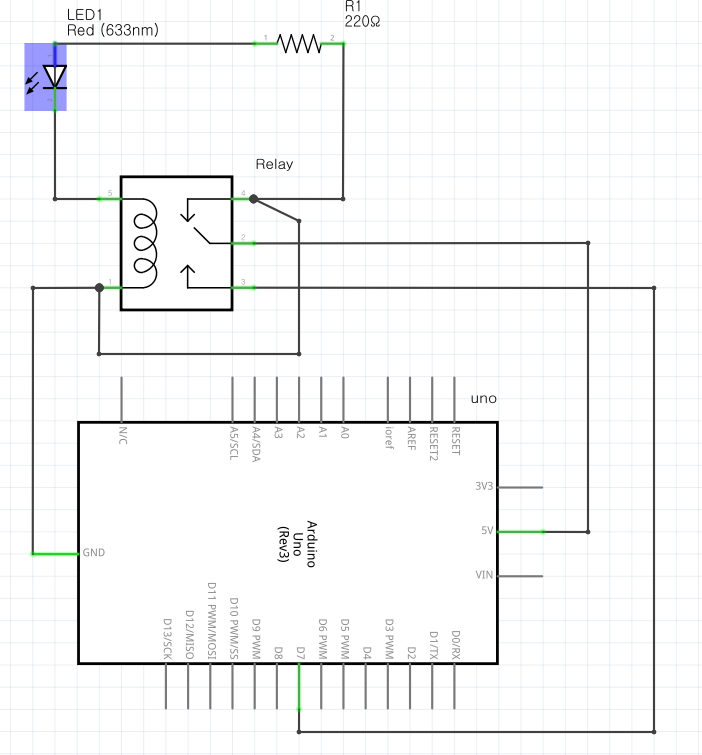 LED1
Red (633nm)
R1
220Ω
1
2
Relay
5
4
2
1
3
uno
N/C
A5/SCL
A4/SDA
A3
A2
A1
A0
ioref
AREF
RESET2
RESET
3V3
5V
VIN
GND
Arduino
Uno
(Rev3)
D13/SCK
D12/MISO
D11 PWM/MOSI
D10 PWM/SS
D9 PWM
D8
D7
D6 PWM
D5 PWM
D4
D3 PWM
D2
D1/TX
D0/RX